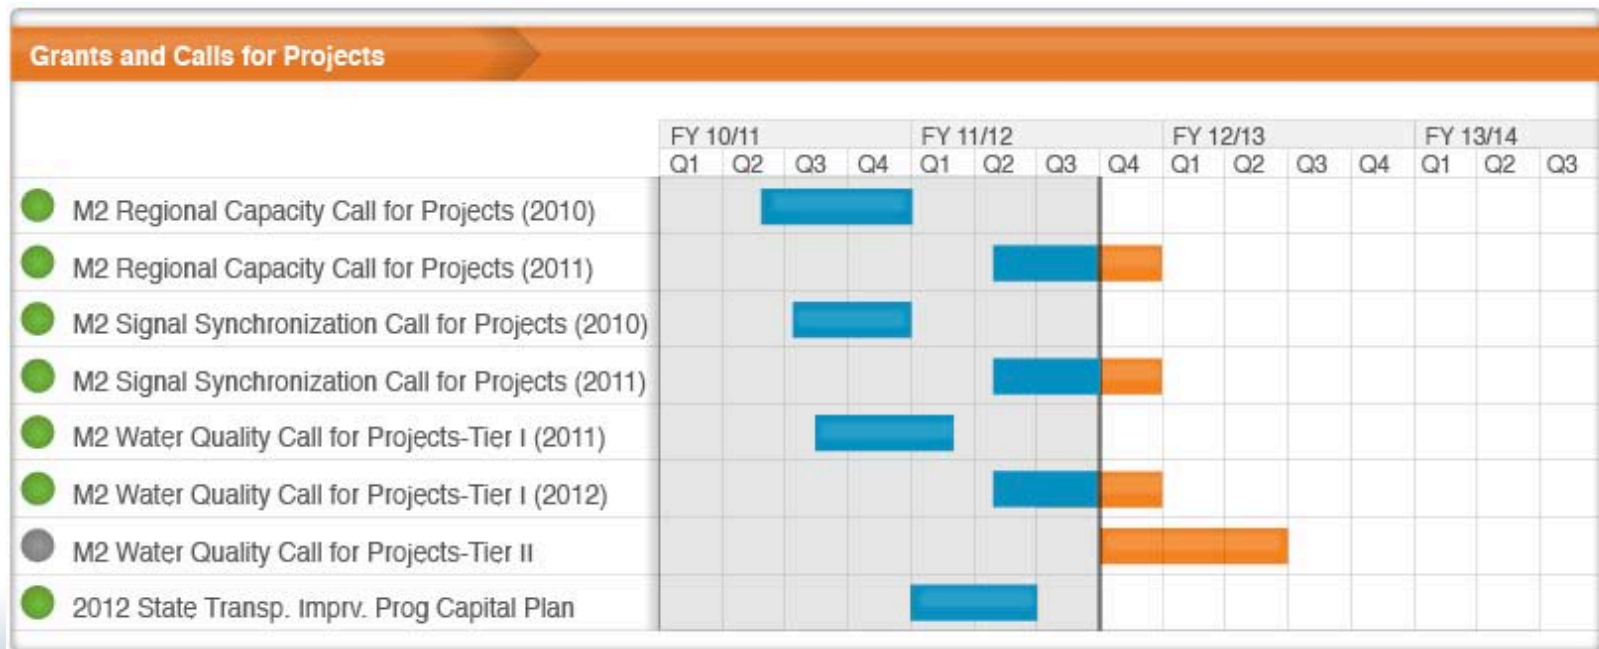 Grants and Calls for Projects
FY 10/11 FY 11/12 FY 12/13 FY 13/14
Q1 Q2 Q3 Q4 Q1 Q2 Q3 Q4 Q1 Q2 Q3 Q4 Q1 Q2 Q3
M2 Regional Capacity Call for Projects (2010)
M2 Regional Capacity Call for Projects (2011)
M2 Signal Synchronization Call for Projects (2010)
M2 Signal Synchronization Call for Projects (2011)
M2 Water Quality Call for Projects-Tier I (2011)
M2 Water Quality Call for Projects-Tier I (2012)
M2 Water Quality Call for Projects-Tier II
2012 State Transp. Imprv. Prog Capital Plan